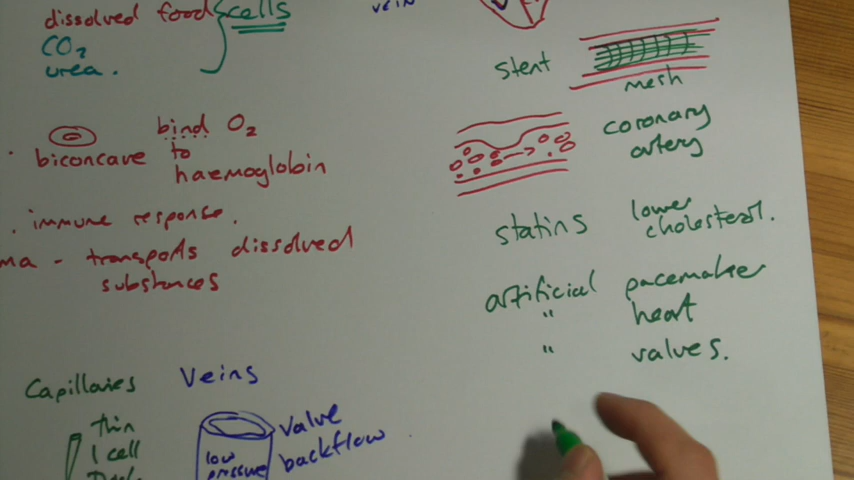 dissolved food
cells
CO2
urea.
vein
stent
mesh
biconcave
bind O2
to
haemoglobin
coronary
artery
. immune response.
ma - transports dissolved
substances
statins lower
cholesterol.
artificial pacemaker
" heart
" valves.
Capillaries
thin
1 cell
Veins
valve
backflow
low
pressure